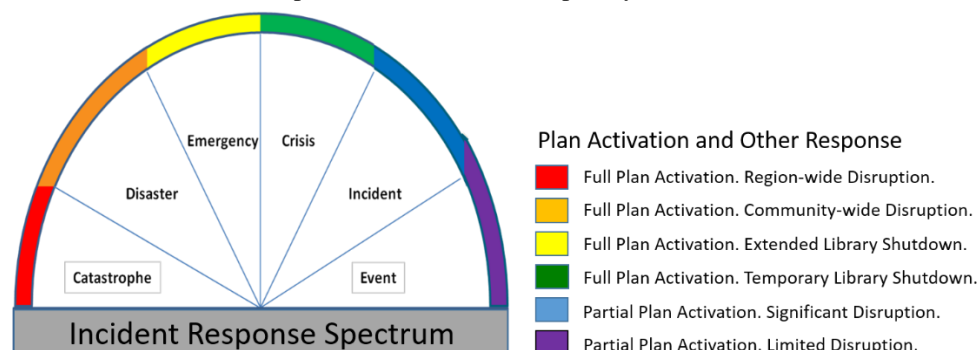 Emergency
Crisis
Disaster
Incident
Catastrophe
Event
Incident Response Spectrum
Plan Activation and Other Response
Full Plan Activation. Region-wide Disruption.
Full Plan Activation. Community-wide Disruption.
Full Plan Activation. Extended Library Shutdown.
Full Plan Activation. Temporary Library Shutdown.
Partial Plan Activation. Significant Disruption.
Partial Plan Activation. Limited Disruption.